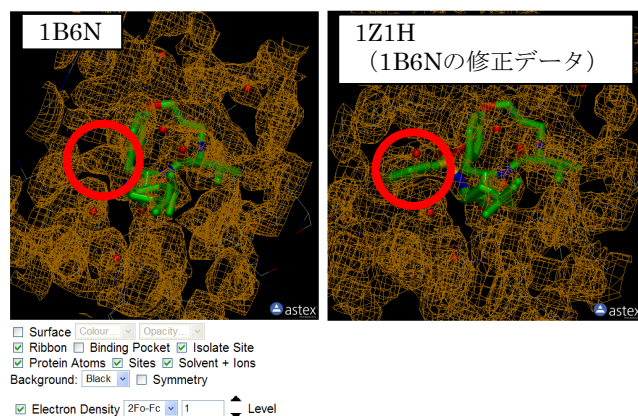 1B6N
1Z1H
（1B6Nの修正データ）
astex
astex
Surface Colour... Opacity...
Ribbon Binding Pocket Isolate Site
Protein Atoms Sites Solvent + Ions
Background: Black Symmetry
Electron Density 2Fo-Fc 1 Level